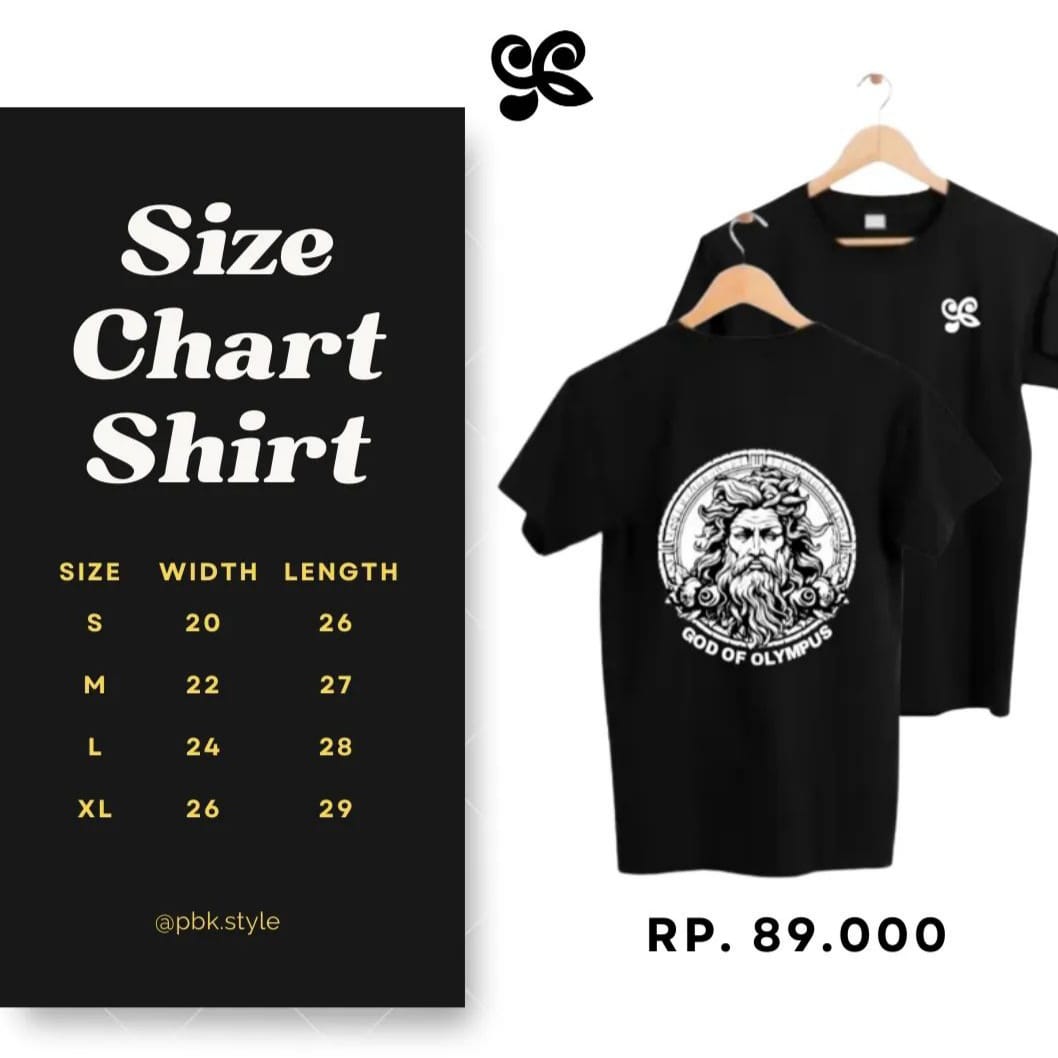 Size
Chart
Shirt
SIZE WIDTH LENGTH
S 20 26
M 22 27
L 24 28
XL 26 29
@pbk.style
GOD OF OLYMPUS
RP. 89.000